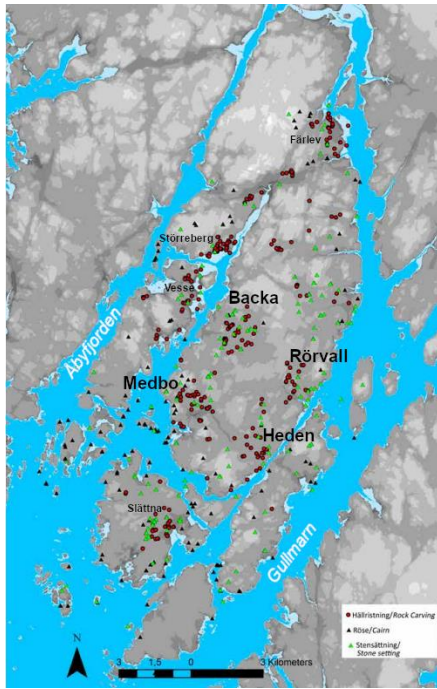 Färlev
Störreberg
Vesse
Backa
Åbyfjorden
Rörvall
Medbo
Heden
Slättna
Gullmarn
Hällristning/Rock Carving
Röse/Cairn
Stensättning/
Stone setting
N
3 1,5 0 3 Kilometers